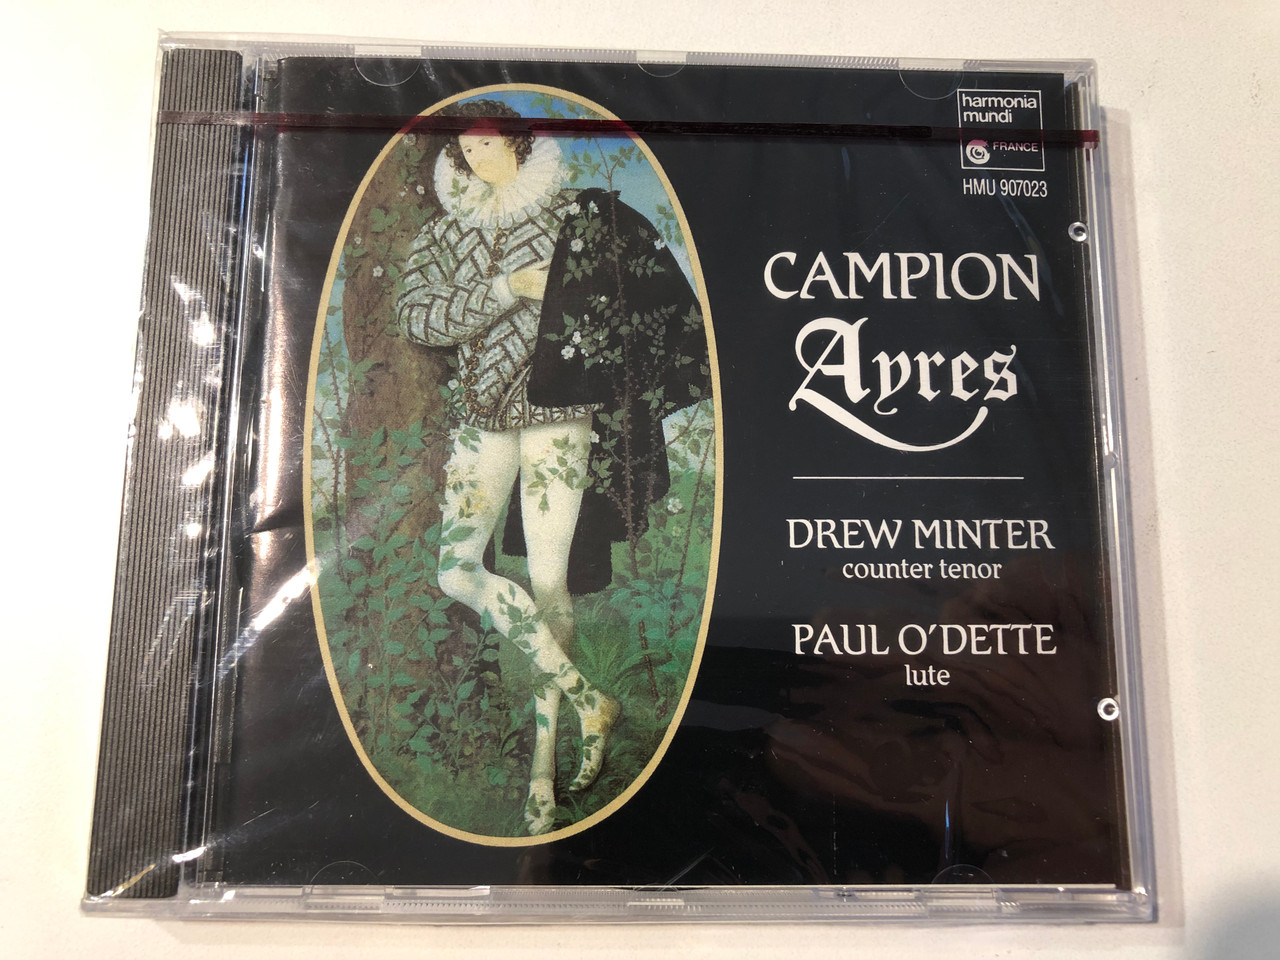 harmonia
mundi
FRANCE
HMU 907023
CAMPION
Ayres
DREW MINTER
counter tenor
PAUL O'DETTE
lute